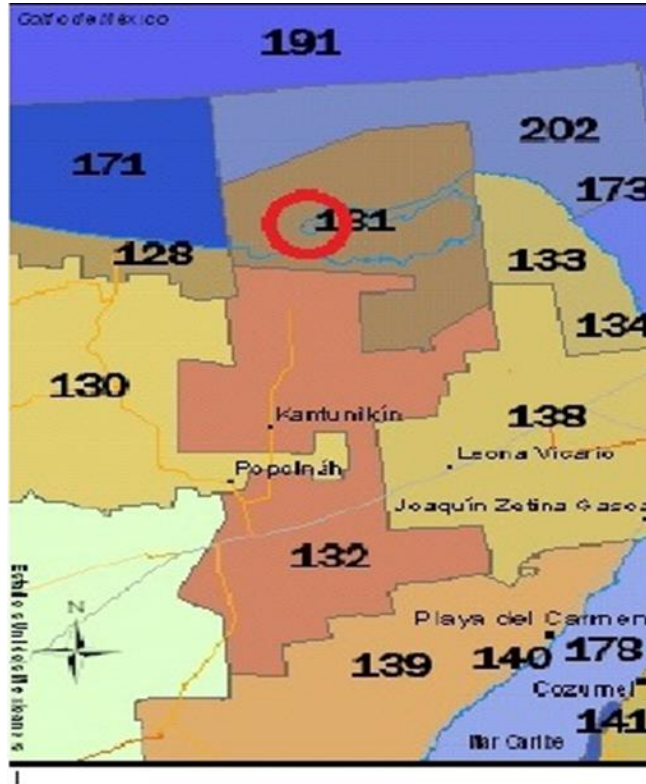 Golfo de México
191
202
171
173
131
128
133
134
130
Kantunilkín
138
Leona Vicario
Popolnáh
Joaquín Zetina Gasca
132
Estados Unidos Mexicanos
N
Playa del Carmen
139
140
178
Cozumel
141
Mar Caribe